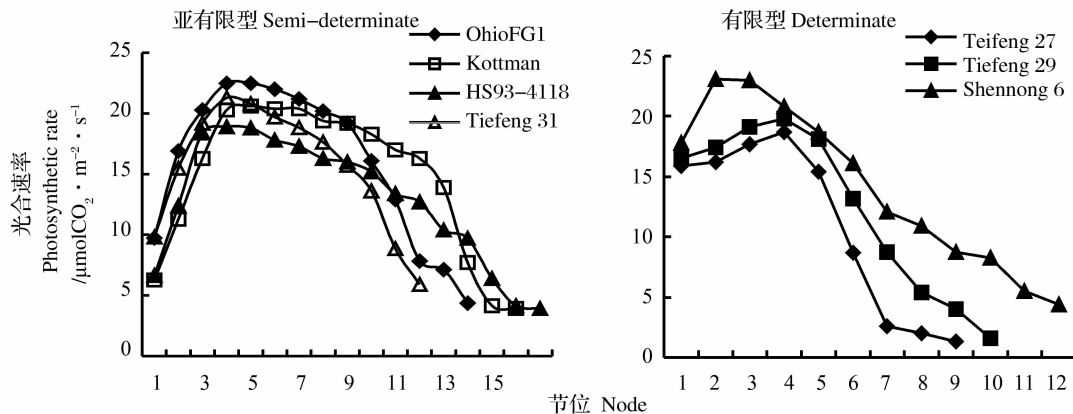 亚有限型 Semi-determinate
OhioFG1
Kottman
HS93-4118
Tiefeng 31
25
20
15
10
5
0
1 3 5 7 9 11 13 15
光合速率
Photosynthetic rate
/μmolCO₂·m⁻²·s⁻¹
有限型 Determinate
Teifeng 27
Tiefeng 29
Shennong 6
25
20
15
10
5
0
1 2 3 4 5 6 7 8 9 10 11 12
节位 Node